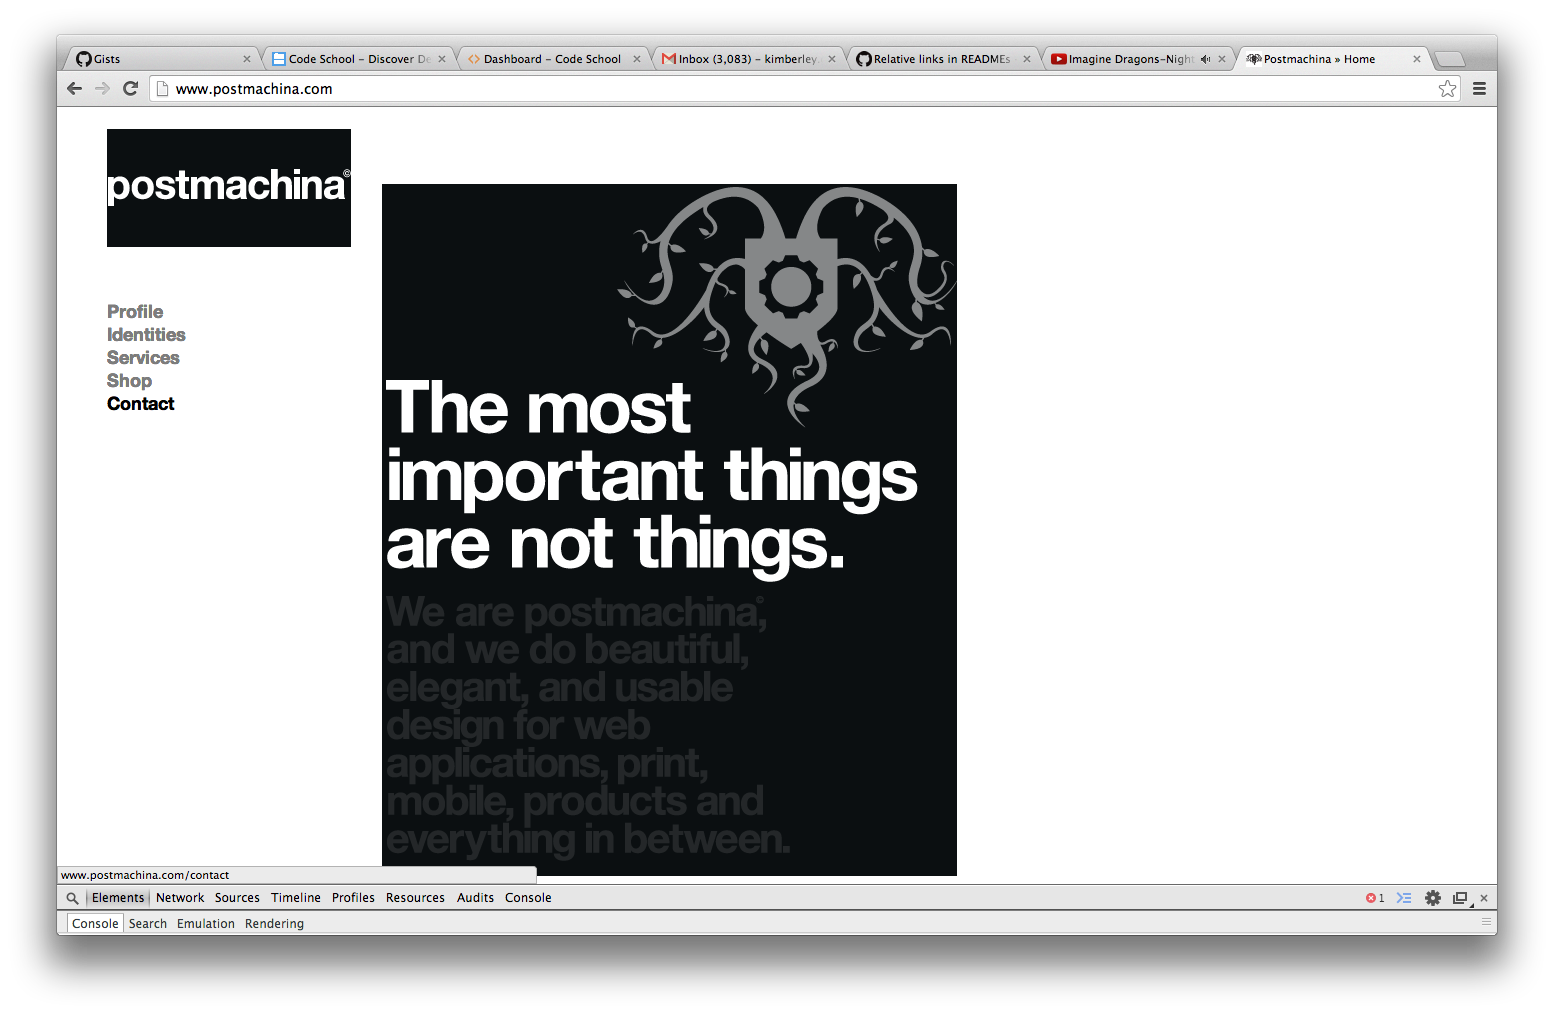 Gists
Code School – Discover De
Dashboard – Code School
Inbox (3,083) – kimberley.
Relative links in READMEs
Imagine Dragons-Night
Postmachina » Home
www.postmachina.com
postmachina©
Profile
Identities
Services
Shop
Contact
The most
important things
are not things.
We are postmachina©,
and we do beautiful,
elegant, and usable
design for web
applications, print,
mobile, products and
everything in between.
www.postmachina.com/contact
Elements Network Sources Timeline Profiles Resources Audits Console
1
Console Search Emulation Rendering